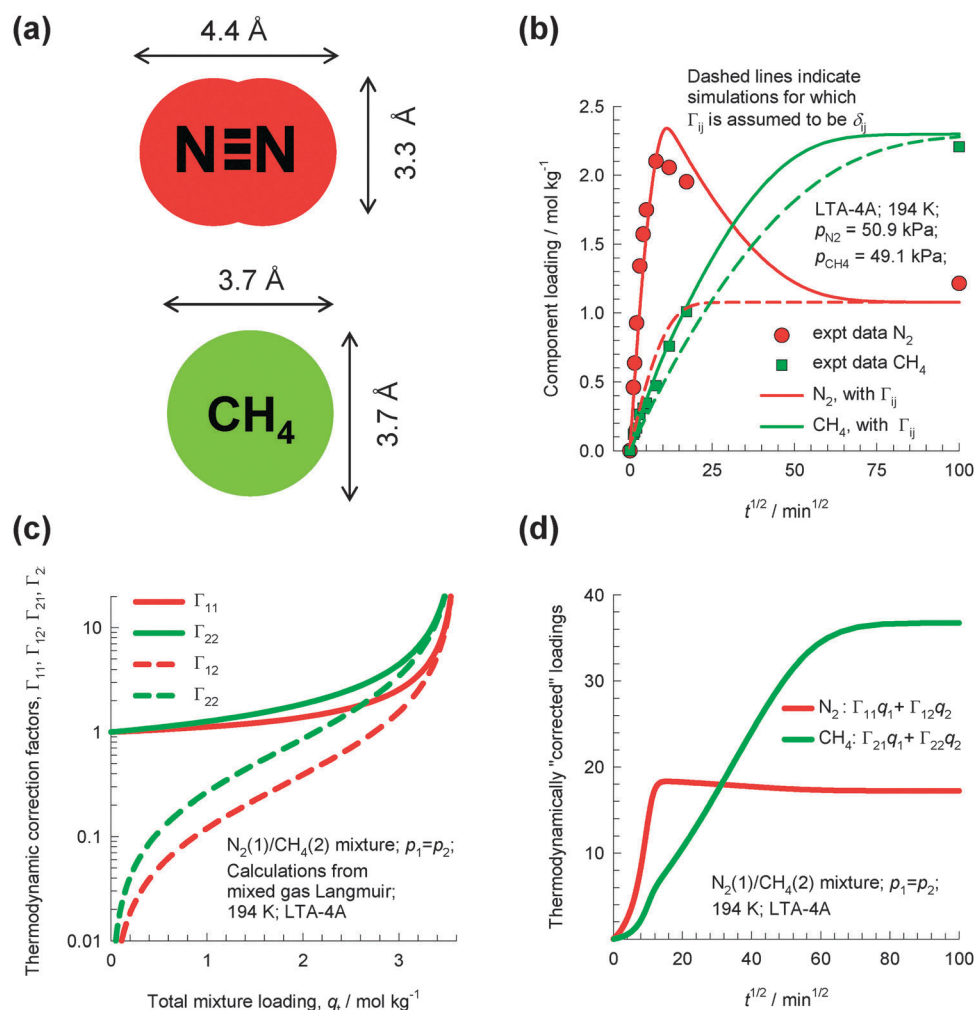 (a)
4.4 Å
N≡N
3.3 Å
3.7 Å
CH4
3.7 Å
(b)
Dashed lines indicate
simulations for which
Γij is assumed to be δij
LTA-4A; 194 K;
pN2 = 50.9 kPa;
pCH4 = 49.1 kPa;
expt data N2
expt data CH4
N2, with Γij
CH4, with Γij
Component loading / mol kg-1
2.5
2.0
1.5
1.0
0.5
0.0
0 25 50 75 100
t1/2 / min1/2
(c)
Thermodynamic correction factors, Γ11, Γ12, Γ21, Γ2
Γ11
Γ22
Γ12
Γ22
10
1
0.1
0.01
N2(1)/CH4(2) mixture; p1=p2;
Calculations from
mixed gas Langmuir;
194 K; LTA-4A
0 1 2 3
Total mixture loading, qt / mol kg-1
(d)
Thermodynamically "corrected" loadings
40
30
20
10
0
N2 : Γ11q1+ Γ12q2
CH4: Γ21q1+ Γ22q2
N2(1)/CH4(2) mixture; p1=p2;
194 K; LTA-4A
0 20 40 60 80 100
t1/2 / min1/2